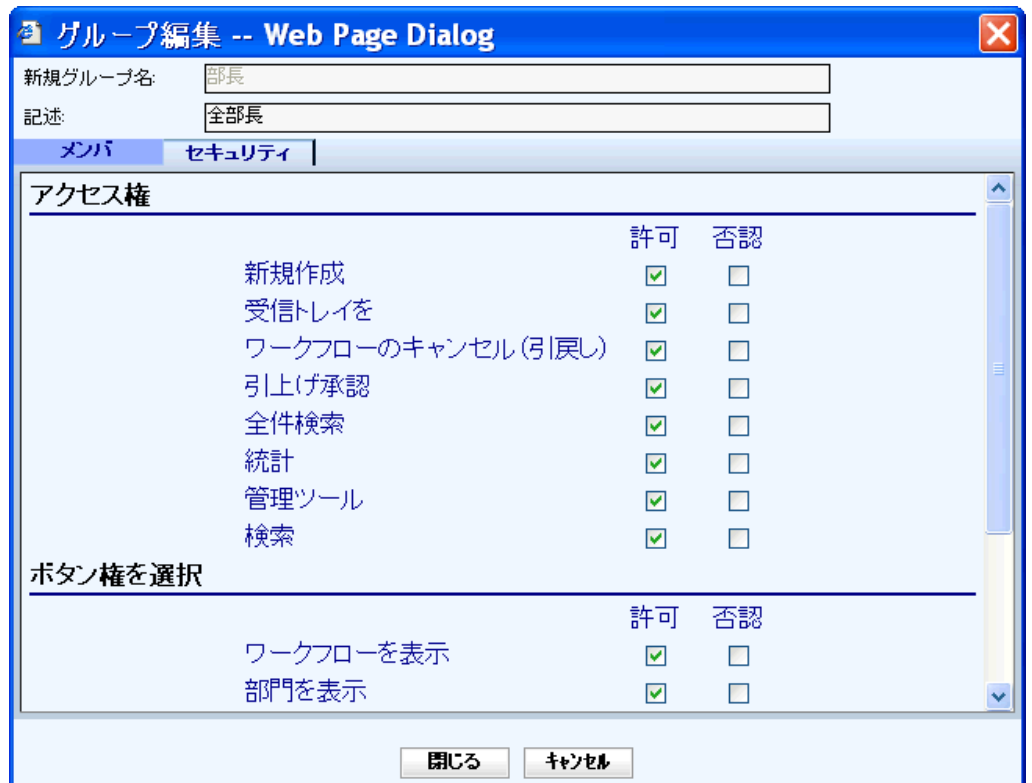 グループ編集 -- Web Page Dialog
新規グループ名: 部長
記述: 全部長
メンバ セキュリティ
アクセス権
許可 否認
新規作成
受信トレイを
ワークフローのキャンセル(引戻し)
引上げ承認
全件検索
統計
管理ツール
検索
ボタン権を選択
許可 否認
ワークフローを表示
部門を表示
閉じる キャンセル